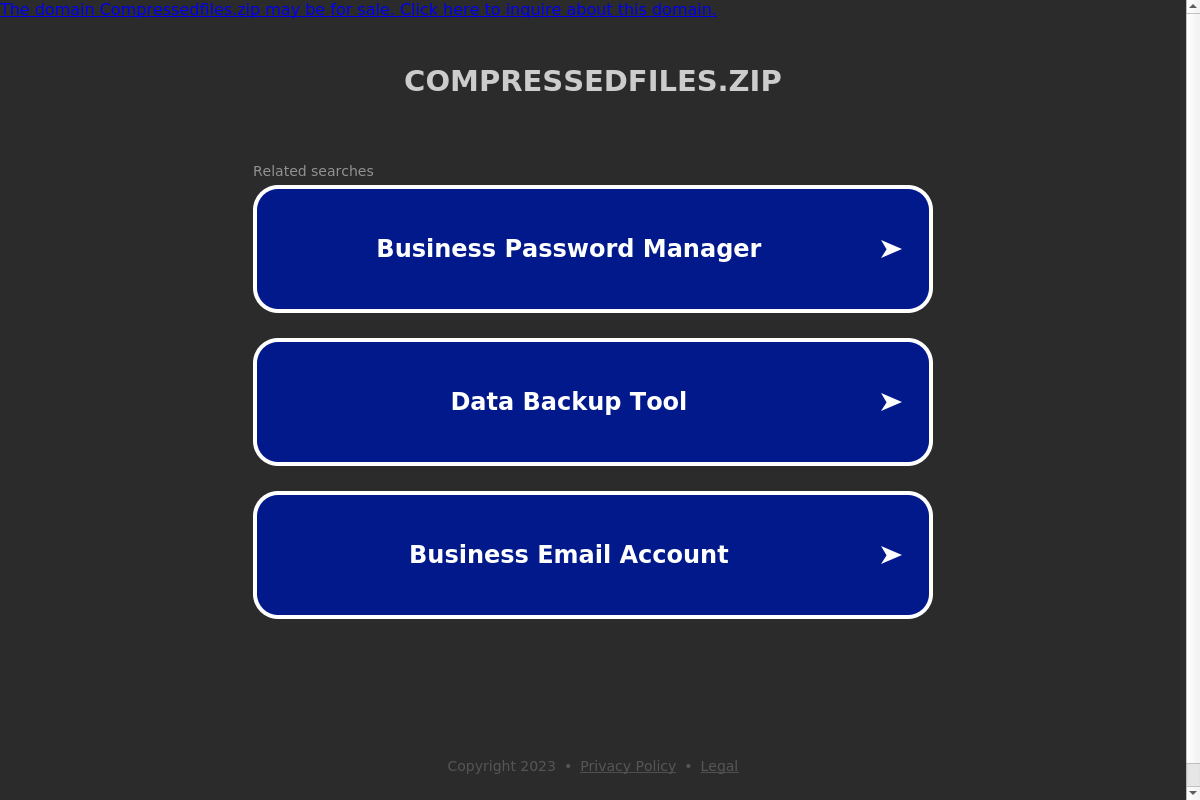 The domain Compressedfiles.zip may be for sale. Click here to inquire about this domain.
COMPRESSEDFILES.ZIP
Related searches
Business Password Manager
Data Backup Tool
Business Email Account
Copyright 2023 • Privacy Policy • Legal